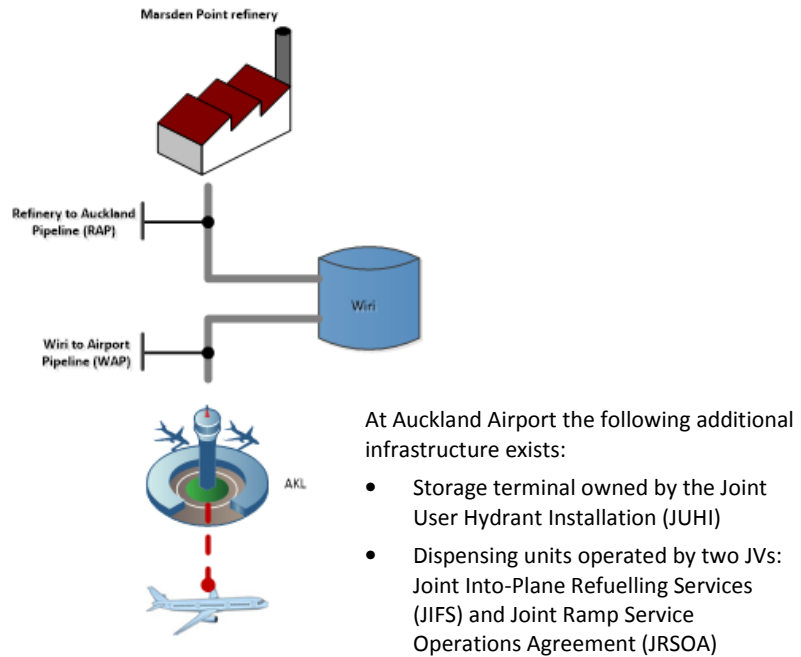 Marsden Point refinery
Refinery to Auckland
Pipeline (RAP)
Wiri
Wiri to Airport
Pipeline (WAP)
AKL
At Auckland Airport the following additional
infrastructure exists:
• Storage terminal owned by the Joint
User Hydrant Installation (JUHI)
• Dispensing units operated by two JVs:
Joint Into-Plane Refuelling Services
(JIFS) and Joint Ramp Service
Operations Agreement (JRSOA)